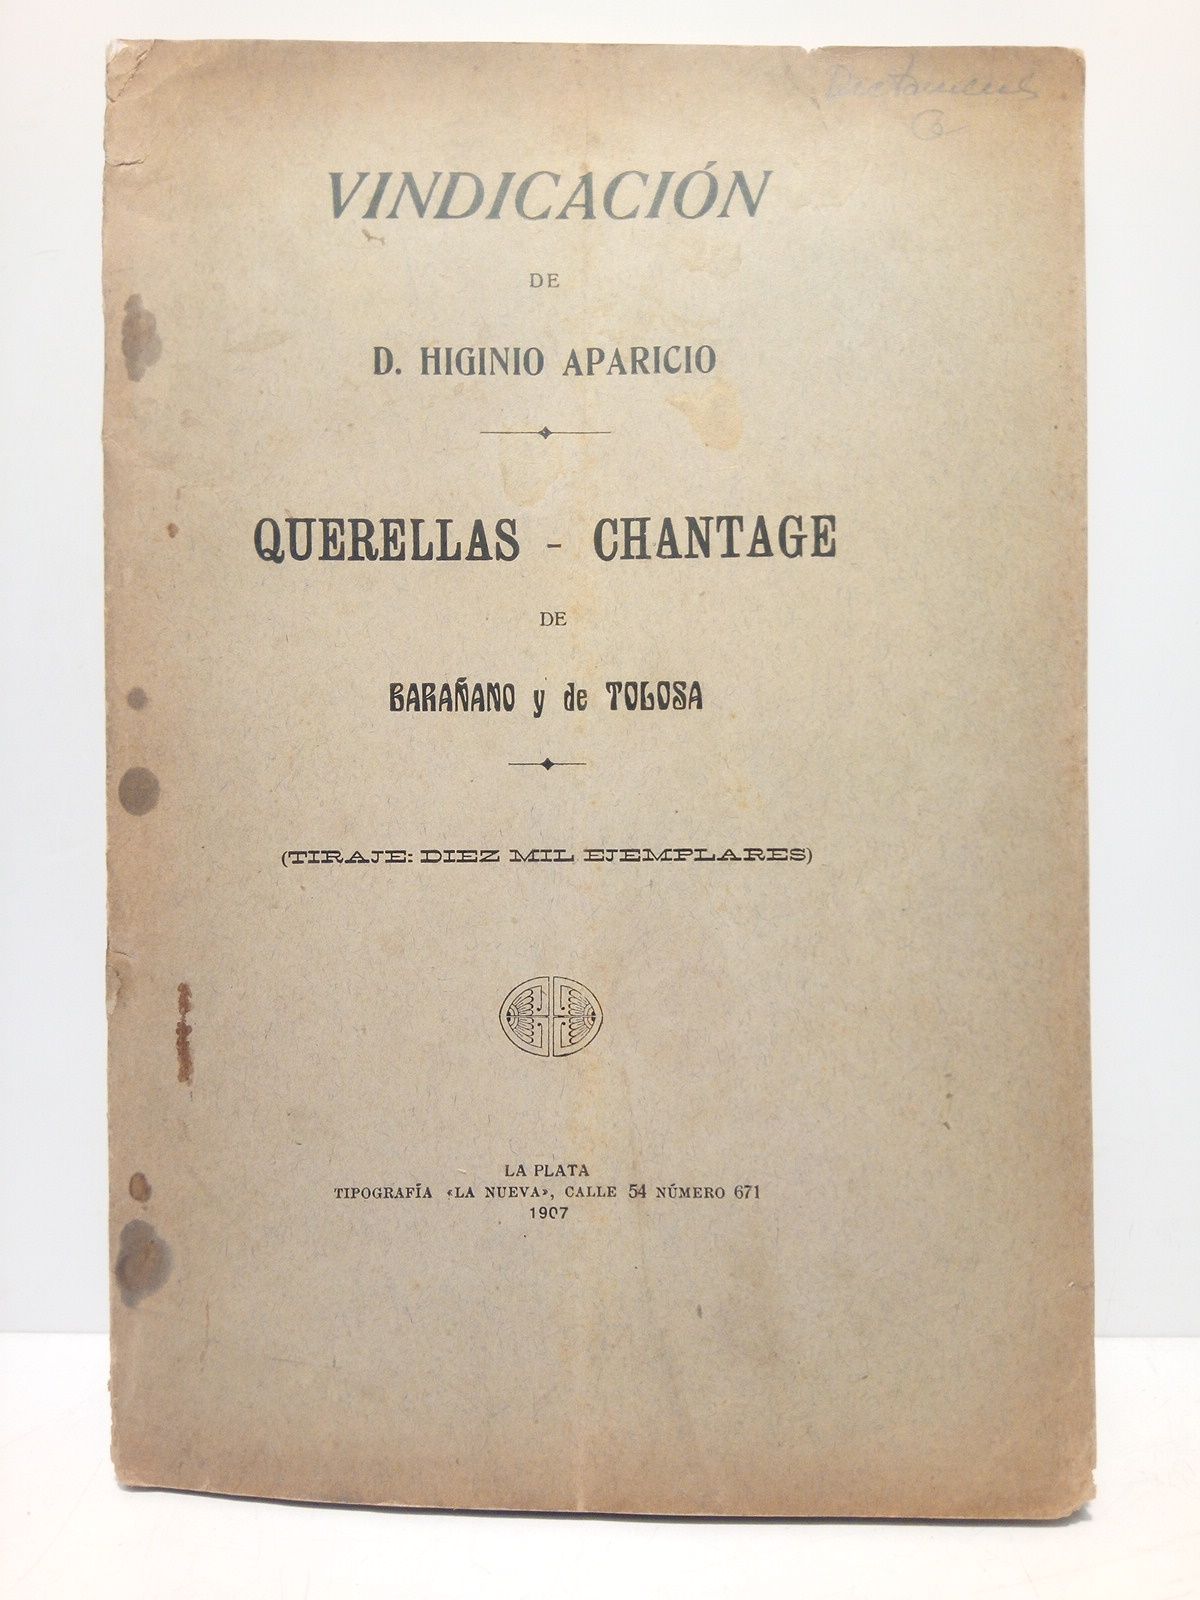 Dictamenes
VINDICACIÓN
DE
D. HIGINIO APARICIO
QUERELLAS - CHANTAGE
DE
BARAÑANO y de TOLOSA
(TIRAJE: DIEZ MIL EJEMPLARES)
LA PLATA
TIPOGRAFÍA «LA NUEVA», CALLE 54 NÚMERO 671
1907